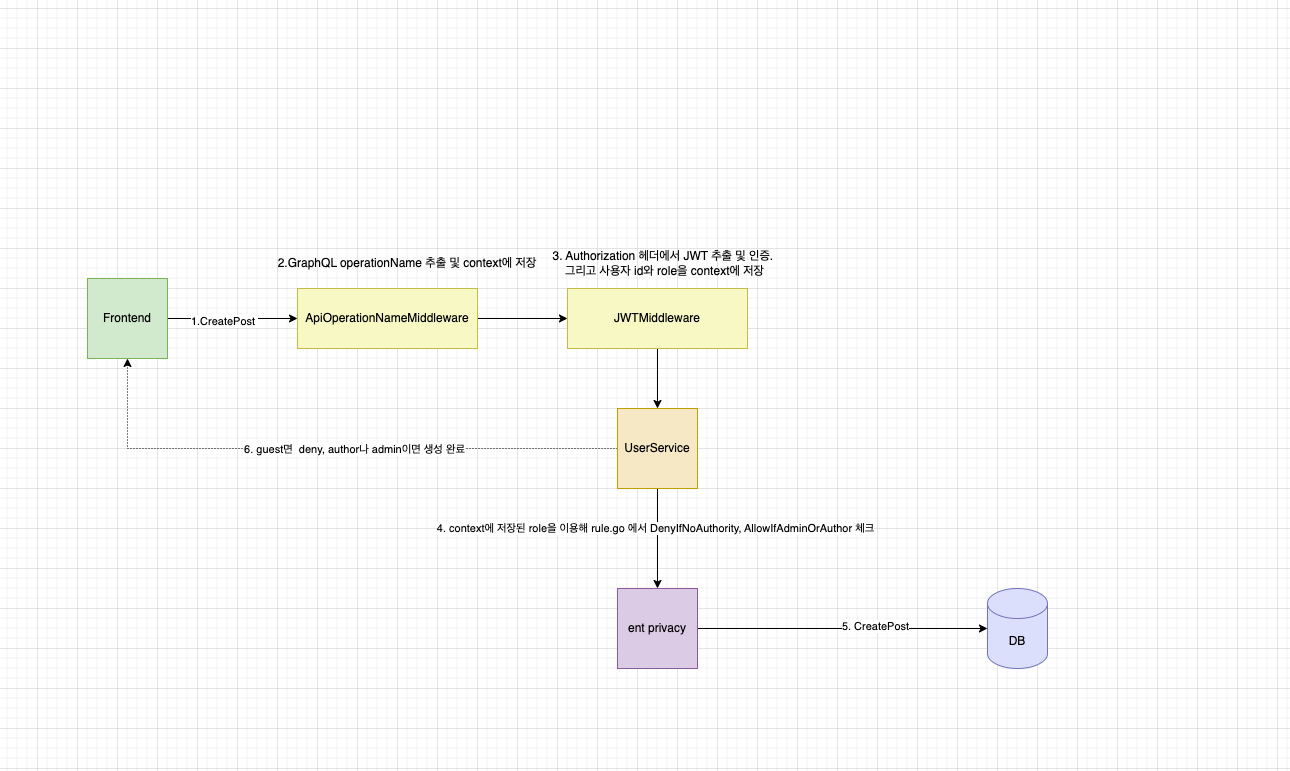 2.GraphQL operationName 추출 및 context에 저장
3. Authorization 헤더에서 JWT 추출 및 인증.
그리고 사용자 id와 role을 context에 저장
Frontend
1.CreatePost
ApiOperationNameMiddleware
JWTMiddleware
6. guest면  deny, author나 admin이면 생성 완료
UserService
4. context에 저장된 role을 이용해 rule.go 에서 DenyIfNoAuthority, AllowIfAdminOrAuthor 체크
ent privacy
5. CreatePost
DB